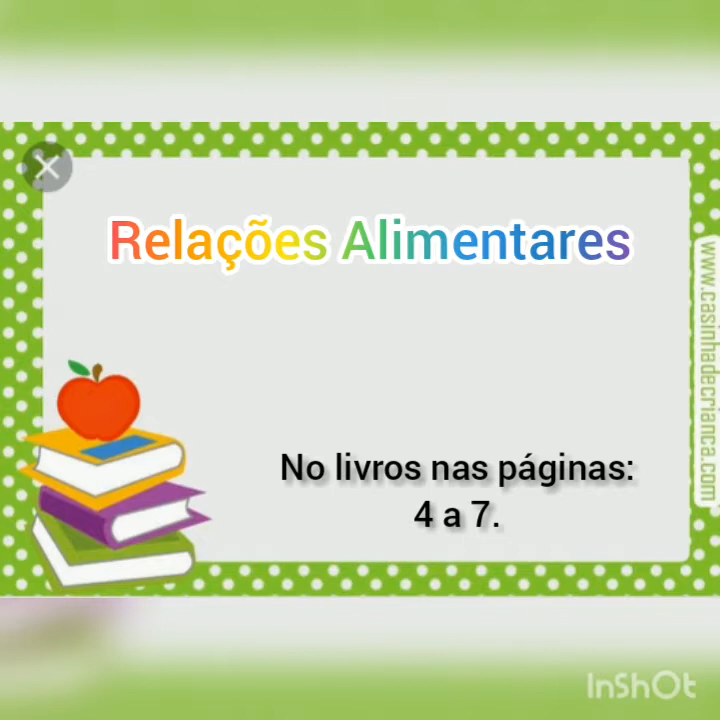 Relações Alimentares
No livros nas páginas:
4 a 7.
www.casinhadecrianca.com
InShOt